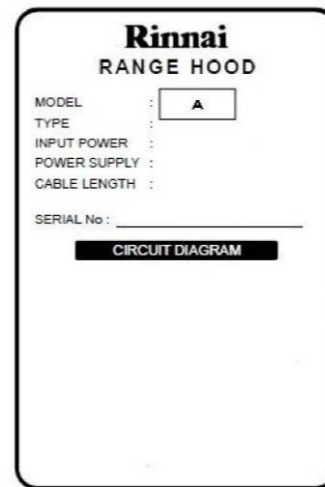 Rinnai
RANGE HOOD
MODEL : A
TYPE :
INPUT POWER :
POWER SUPPLY :
CABLE LENGTH :
SERIAL No :
CIRCUIT DIAGRAM